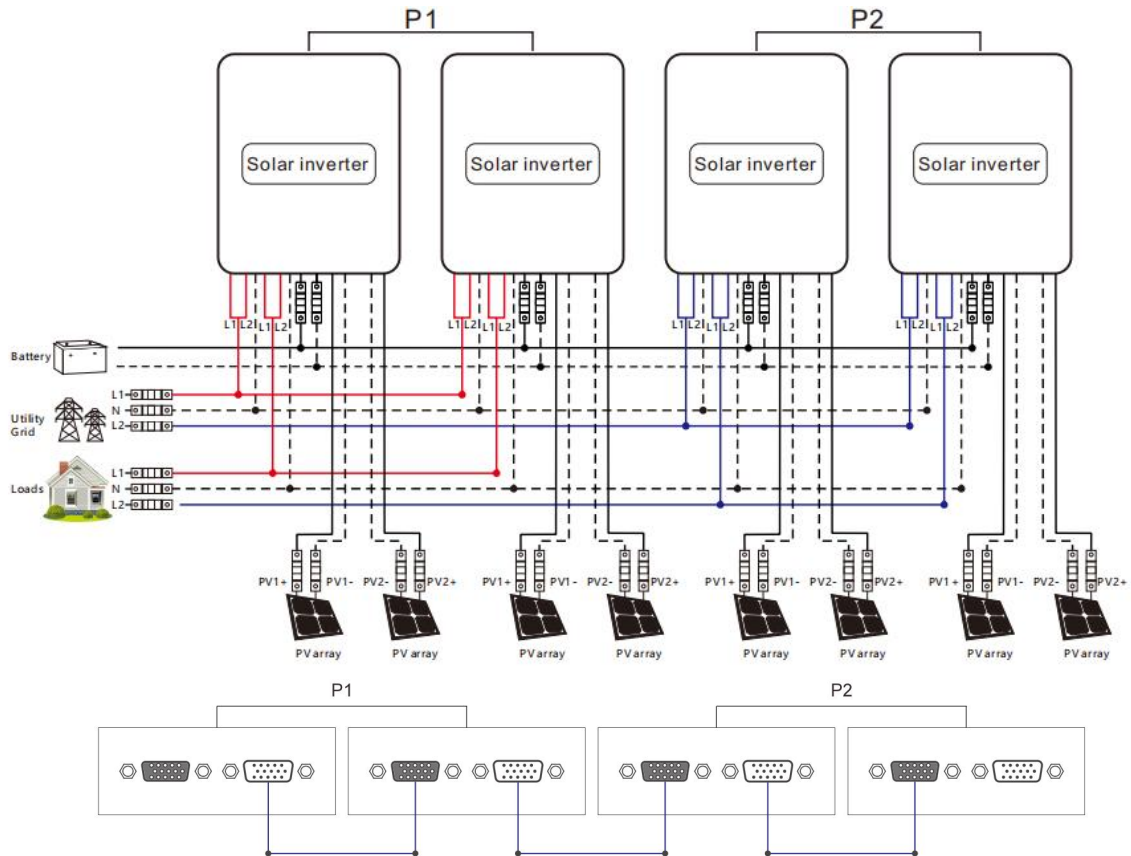 P1 P2
Solar inverter Solar inverter Solar inverter Solar inverter
L1 L2 L1 L2 L1 L2 L1 L2 L1 L2 L1 L2 L1 L2 L1 L2
Battery
- +
L1
Utility N
Grid L2
L1
Loads N
L2
PV1+ PV1- PV2- PV2+ PV1+ PV1- PV2- PV2+ PV1+ PV1- PV2- PV2+ PV1+ PV1- PV2- PV2+
PV array PV array PV array PV array PV array PV array PV array PV array
P1 P2